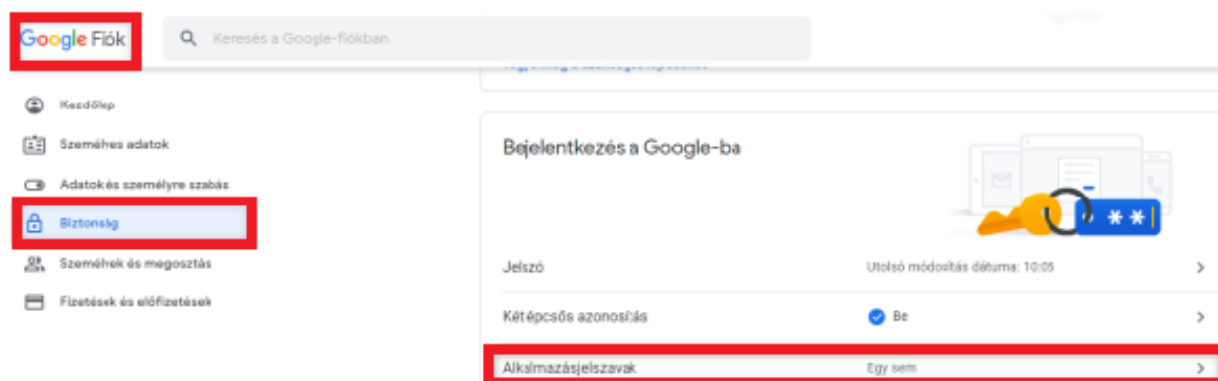 Google Fiók
Keresés a Google-fiókban
Kezdőlap
Személyes adatok
Adatok és személyre szabás
Biztonság
Személyek és megosztás
Fizetések és előfizetések
Bejelentkezés a Google-ba
**
Jelszó
Utolsó módosítás dátuma: 10:05
Kétlépcsős azonosítás
Be
Alkalmazásjelszavak
Egy sem